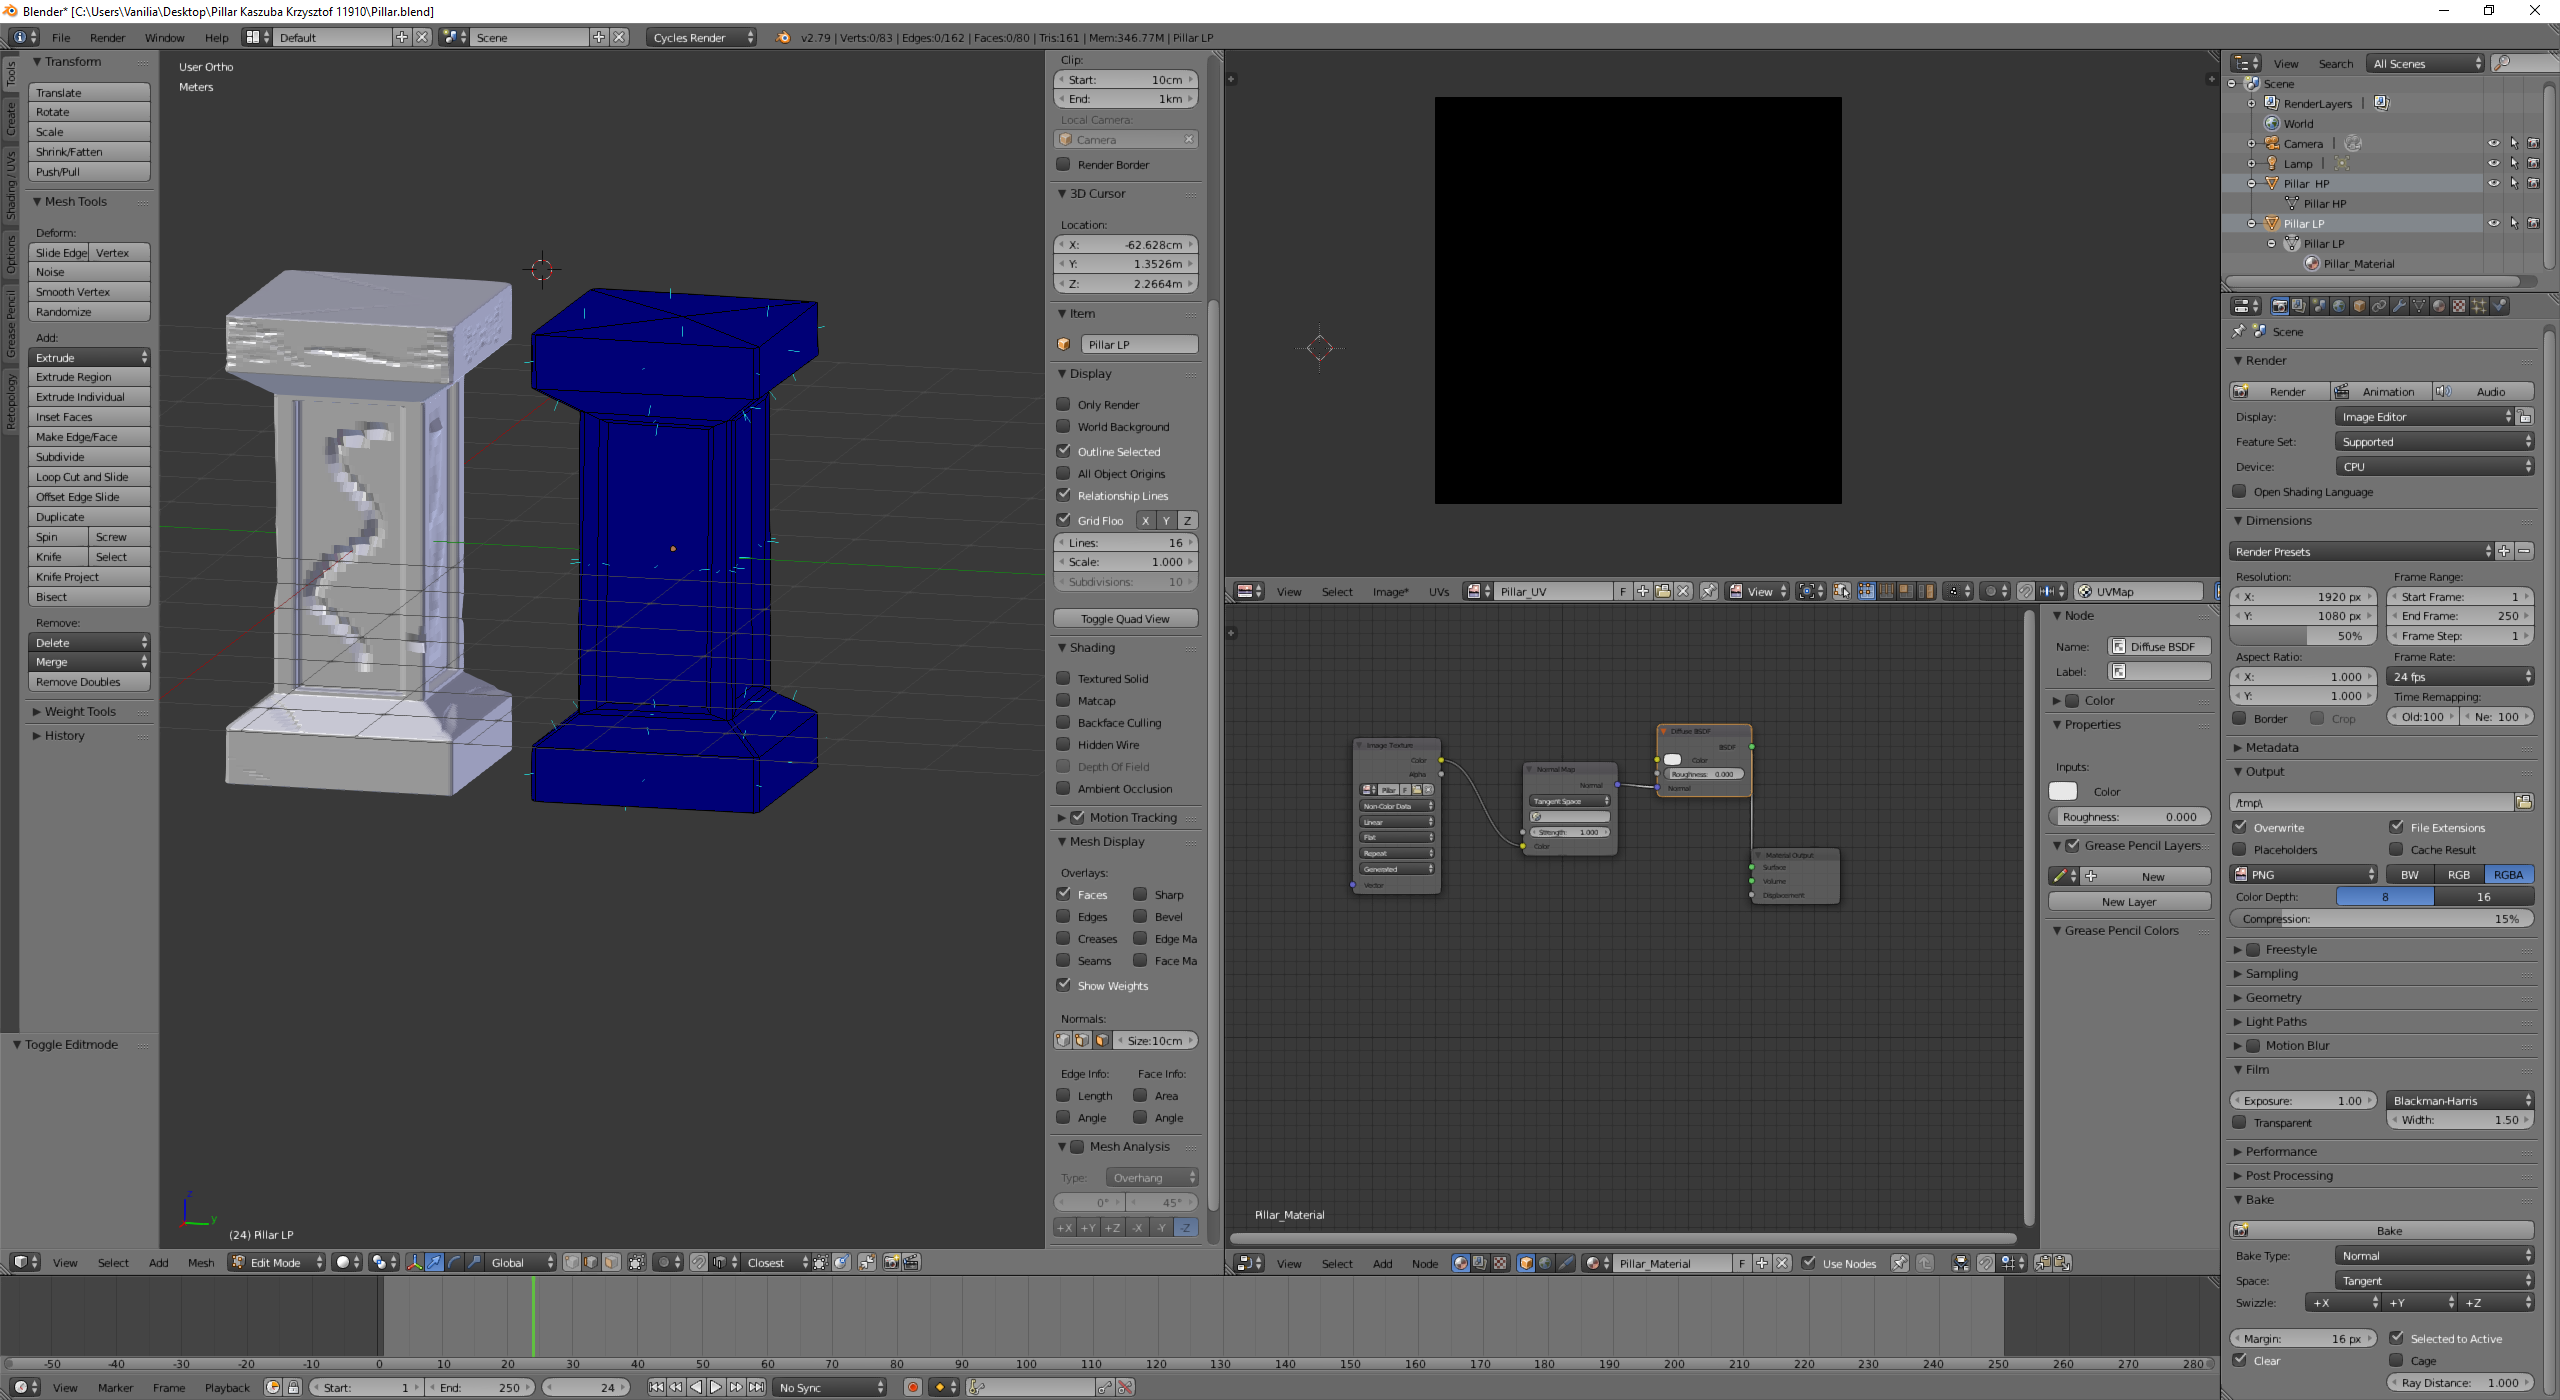 Blender* [C:\Users\Vanilia\Desktop\Pillar Kaszuba Krzysztof 11910\Pillar.blend]
File Render Window Help Default Scene Cycles Render v2.79 | Verts:0/83 | Edges:0/162 | Faces:0/80 | Tris:161 | Mem:346.77M | Pillar LP
Tools
Create
Shading / UVs
Options
Grease Pencil
Retopology
Transform
Translate
Rotate
Scale
Shrink/Fatten
Push/Pull
Mesh Tools
Deform:
Slide Edge Vertex
Noise
Smooth Vertex
Randomize
Add:
Extrude
Extrude Region
Extrude Individual
Inset Faces
Make Edge/Face
Subdivide
Loop Cut and Slide
Offset Edge Slide
Duplicate
Spin Screw
Knife Select
Knife Project
Bisect
Remove:
Delete
Merge
Remove Doubles
Weight Tools
History
Toggle Editmode
User Ortho
Meters
z
y
(24) Pillar LP
View Select Add Mesh Edit Mode Global Closest
Clip:
Start: 10cm
End: 1km
Local Camera:
Camera
Render Border
3D Cursor
Location:
X: -62.628cm
Y: 1.3526m
Z: 2.2664m
Item
Pillar LP
Display
Only Render
World Background
Outline Selected
All Object Origins
Relationship Lines
Grid Floo X Y Z
Lines: 16
Scale: 1.000
Subdivisions: 10
Toggle Quad View
Shading
Textured Solid
Matcap
Backface Culling
Hidden Wire
Depth Of Field
Ambient Occlusion
Motion Tracking
Mesh Display
Overlays:
Faces Sharp
Edges Bevel
Creases Edge Ma
Seams Face Ma
Show Weights
Normals:
Size:10cm
Edge Info: Face Info:
Length Area
Angle Angle
Mesh Analysis
Type: Overhang
0° 45°
+X +Y +Z -X -Y -Z
View Select Image* UVs Pillar_UV F View UVMap
Image Texture
Color
Alpha
Pillar F
Non-Color Data
Linear
Flat
Repeat
Generated
Vector
Normal Map
Normal
Tangent Space
Strength: 1.000
Color
Diffuse BSDF
BSDF
Color
Roughness: 0.000
Normal
Material Output
Surface
Volume
Displacement
Pillar_Material
View Select Add Node Pillar_Material F Use Nodes
Node
Name: Diffuse BSDF
Label:
Color
Properties
Inputs:
Color
Roughness: 0.000
Grease Pencil Layers
New
New Layer
Grease Pencil Colors
View Search All Scenes
Scene
RenderLayers |
World
Camera |
Lamp |
Pillar HP
Pillar HP
Pillar LP
Pillar LP
Pillar_Material
Scene
Render
Render Animation Audio
Display: Image Editor
Feature Set: Supported
Device: CPU
Open Shading Language
Dimensions
Render Presets
Resolution: Frame Range:
X: 1920 px Start Frame: 1
Y: 1080 px End Frame: 250
50% Frame Step: 1
Aspect Ratio: Frame Rate:
X: 1.000 24 fps
Y: 1.000 Time Remapping:
Border Crop Old:100 Ne: 100
Metadata
Output
/tmp\
Overwrite File Extensions
Placeholders Cache Result
PNG BW RGB RGBA
Color Depth: 8 16
Compression: 15%
Freestyle
Sampling
Geometry
Light Paths
Motion Blur
Film
Exposure: 1.00 Blackman-Harris
Transparent Width: 1.50
Performance
Post Processing
Bake
Bake
Bake Type: Normal
Space: Tangent
Swizzle: +X +Y +Z
Margin: 16 px Selected to Active
Clear Cage
Ray Distance: 1.000
-50 -40 -30 -20 -10 0 10 20 30 40 50 60 70 80 90 100 110 120 130 140 150 160 170 180 190 200 210 220 230 240 250 260 270 280
View Marker Frame Playback Start: 1 End: 250 24 No Sync